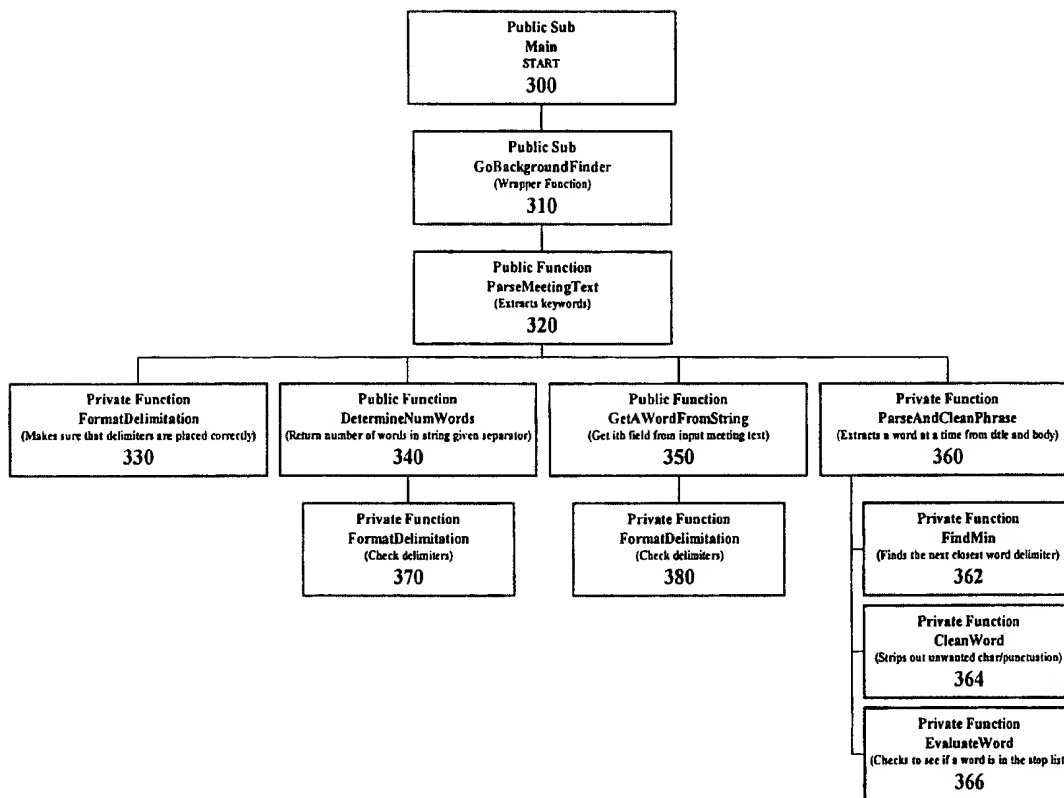 Public Sub
Main
START
300
Public Sub
GoBackgroundFinder
(Wrapper Function)
310
Public Function
ParseMeetingText
(Extracts keywords)
320
Private Function
FormatDelimitation
(Makes sure that delimiters are placed correctly)
330
Public Function
DetermineNumWords
(Return number of words in string given separator)
340
Public Function
GetAWordFromString
(Get ith field from input meeting text)
350
Private Function
ParseAndCleanPhrase
(Extracts a word at a time from title and body)
360
Private Function
FormatDelimitation
(Check delimiters)
370
Private Function
FormatDelimitation
(Check delimiters)
380
Private Function
FindMin
(Finds the next closest word delimiter)
362
Private Function
CleanWord
(Strips out unwanted char/punctuation)
364
Private Function
EvaluateWord
(Checks to see if a word is in the stop list
366